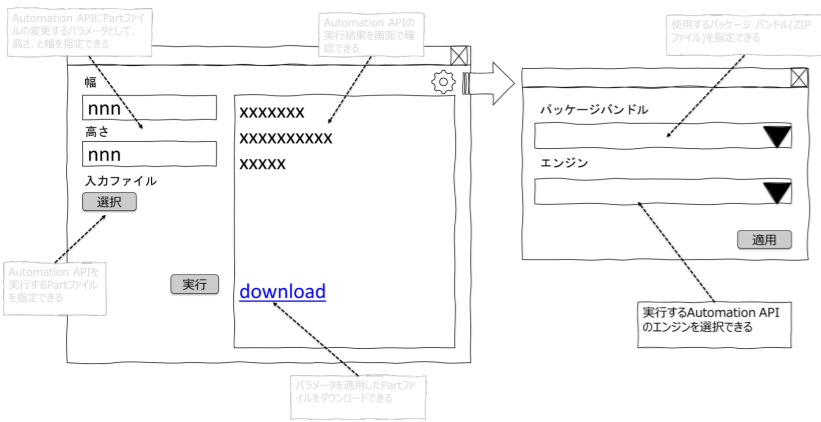 Automation APIにPartファイ
ルの変更するパラメータとして、
高さ、と幅を指定できる
Automation APIの
実行結果を画面で確
認できる
使用するパッケージ バンドル(ZIP
ファイル)を指定できる
幅
nnn
高さ
nnn
入力ファイル
選択
Automation APIを
実行するPartファイル
を指定できる
実行
xxxxxxx
xxxxxxxxxx
xxxxx
download
パラメータを適用したPartファ
イルをダウンロードできる
パッケージバンドル
エンジン
適用
実行するAutomation API
のエンジンを選択できる